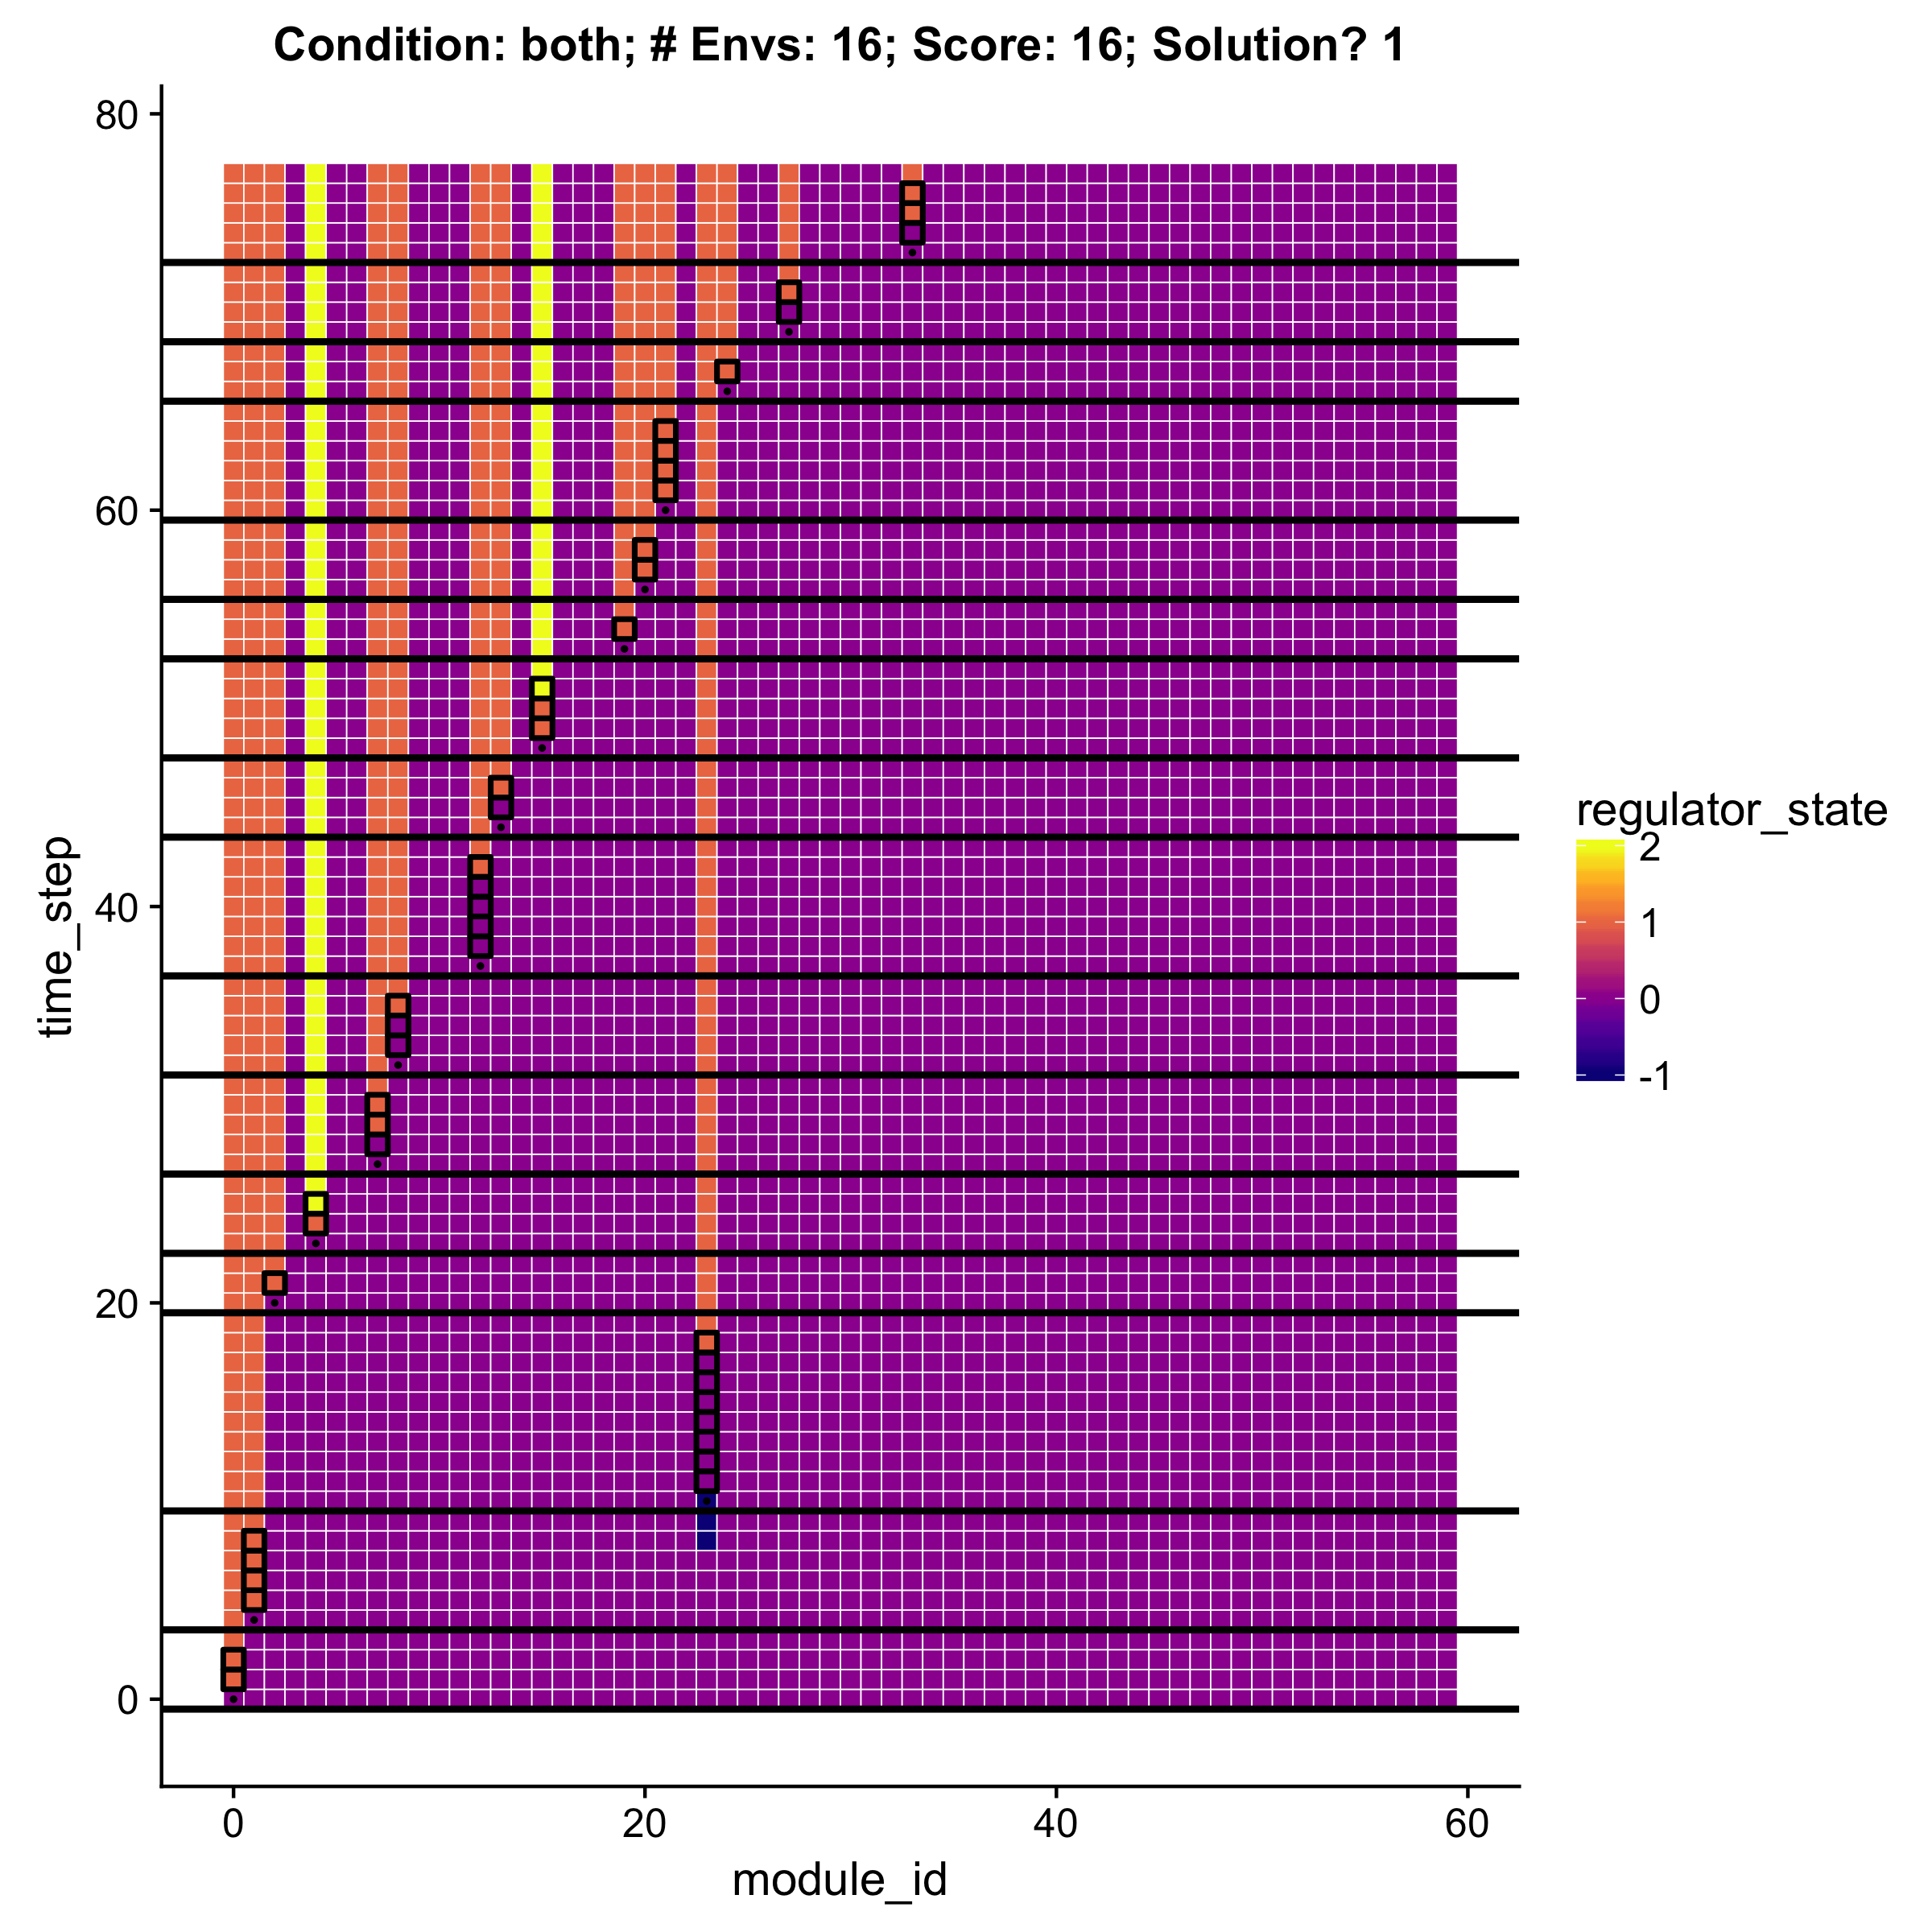 Condition: both; # Envs: 16; Score: 16; Solution? 1
80
60
40
20
0
time_step
0 20 40 60
module_id
regulator_state
2
1
0
-1